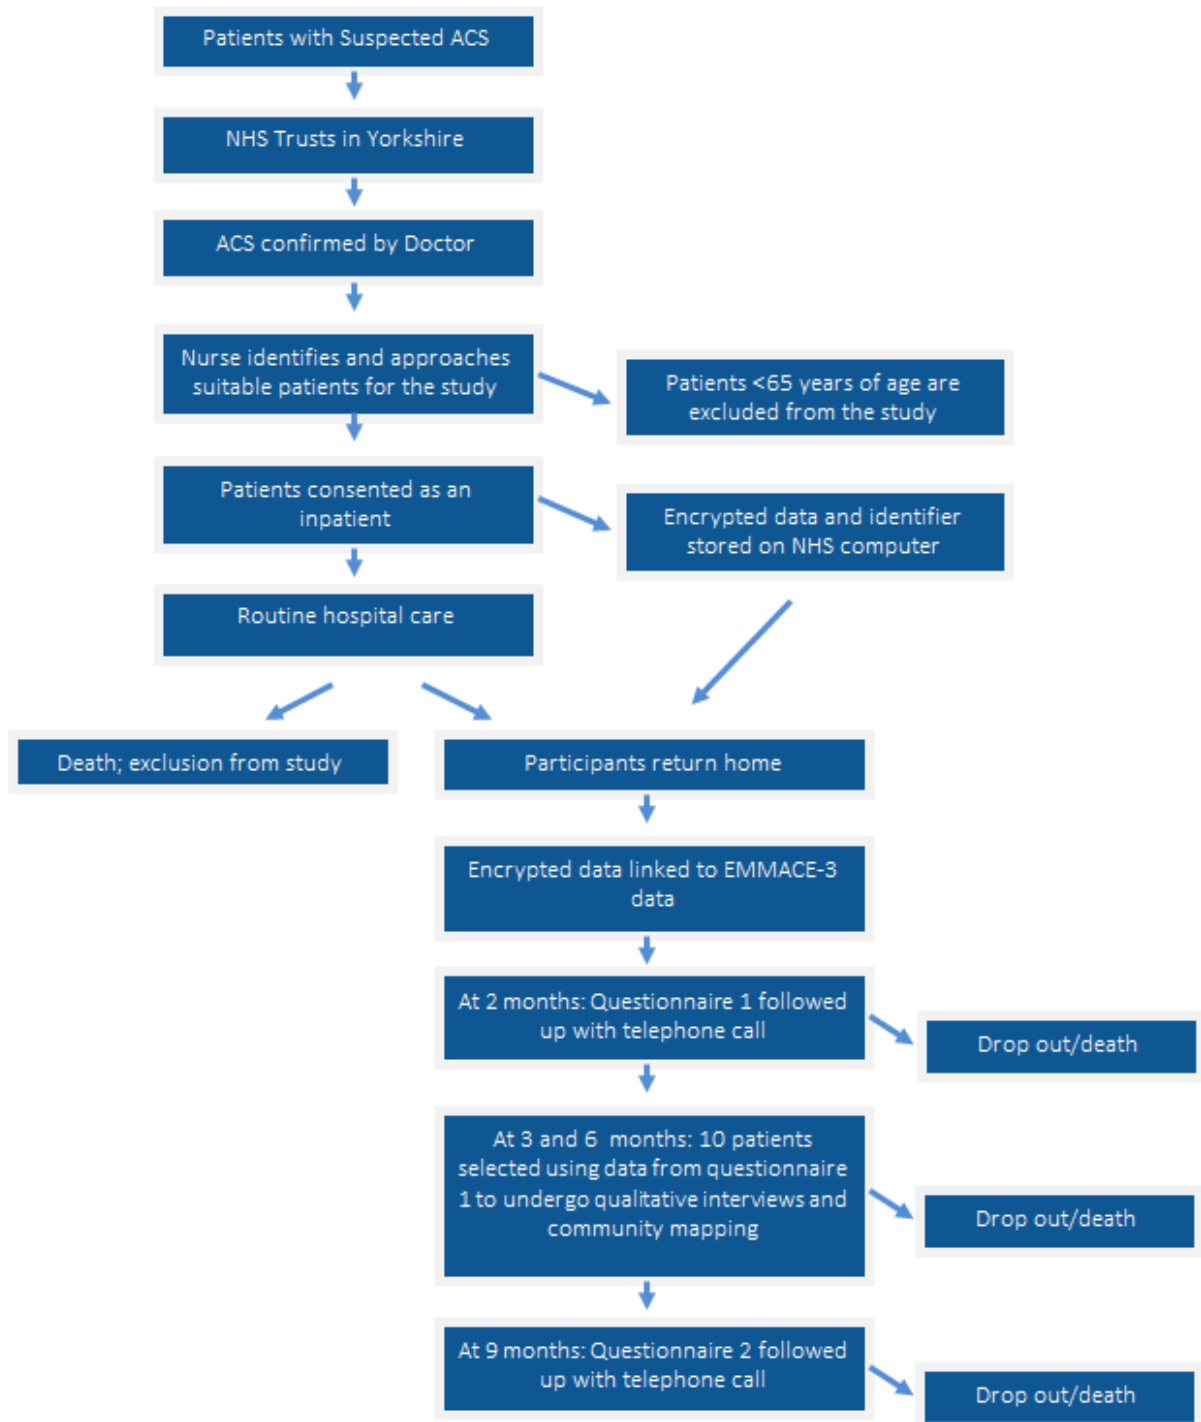 Patients with Suspected ACS
NHS Trusts in Yorkshire
ACS confirmed by Doctor
Nurse identifies and approaches
suitable patients for the study
Patients <65 years of age are
excluded from the study
Patients consented as an
inpatient
Encrypted data and identifier
stored on NHS computer
Routine hospital care
Death; exclusion from study
Participants return home
Encrypted data linked to EMMACE-3
data
At 2 months: Questionnaire 1 followed
up with telephone call
Drop out/death
At 3 and 6 months: 10 patients
selected using data from questionnaire
1 to undergo qualitative interviews and
community mapping
Drop out/death
At 9 months: Questionnaire 2 followed
up with telephone call
Drop out/death